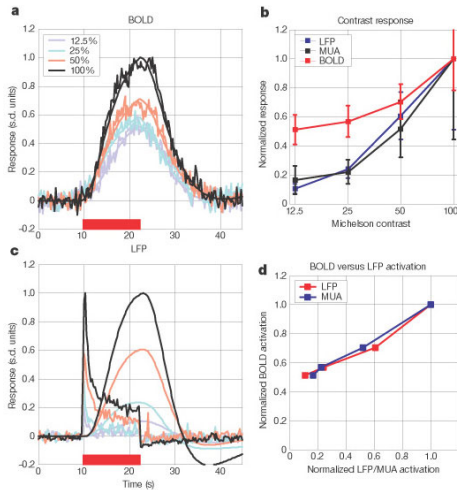 a
BOLD
12.5%
25%
50%
100%
Response (s.d. units)
1.2
1.0
0.8
0.6
0.4
0.2
0
-0.2
0 10 20 30 40
b
Contrast response
LFP
MUA
BOLD
Normalized response
1.2
1.0
0.8
0.6
0.4
0.2
0
12.5 25 50 100
Michelson contrast
c
LFP
Response (s.d. units)
1.2
1.0
0.8
0.6
0.4
0.2
0
-0.2
0 10 20 30 40
Time (s)
d
BOLD versus LFP activation
LFP
MUA
Normalized BOLD activation
1.2
1.0
0.8
0.6
0.4
0.2
0
0.2 0.4 0.6 0.8 1.0
Normalized LFP/MUA activation